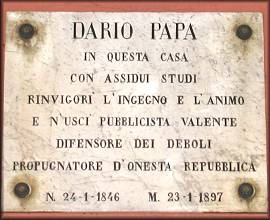 DARIO PAPA
IN QUESTA CASA
CON ASSIDUI STUDI
RINVIGORÌ L'INGEGNO E L'ANIMO
E N'USCÌ PUBBLICISTA VALENTE
DIFENSORE DEI DEBOLI
PROPUGNATORE D'ONESTA REPUBBLICA
N. 24-1-1846 M. 23-1-1897